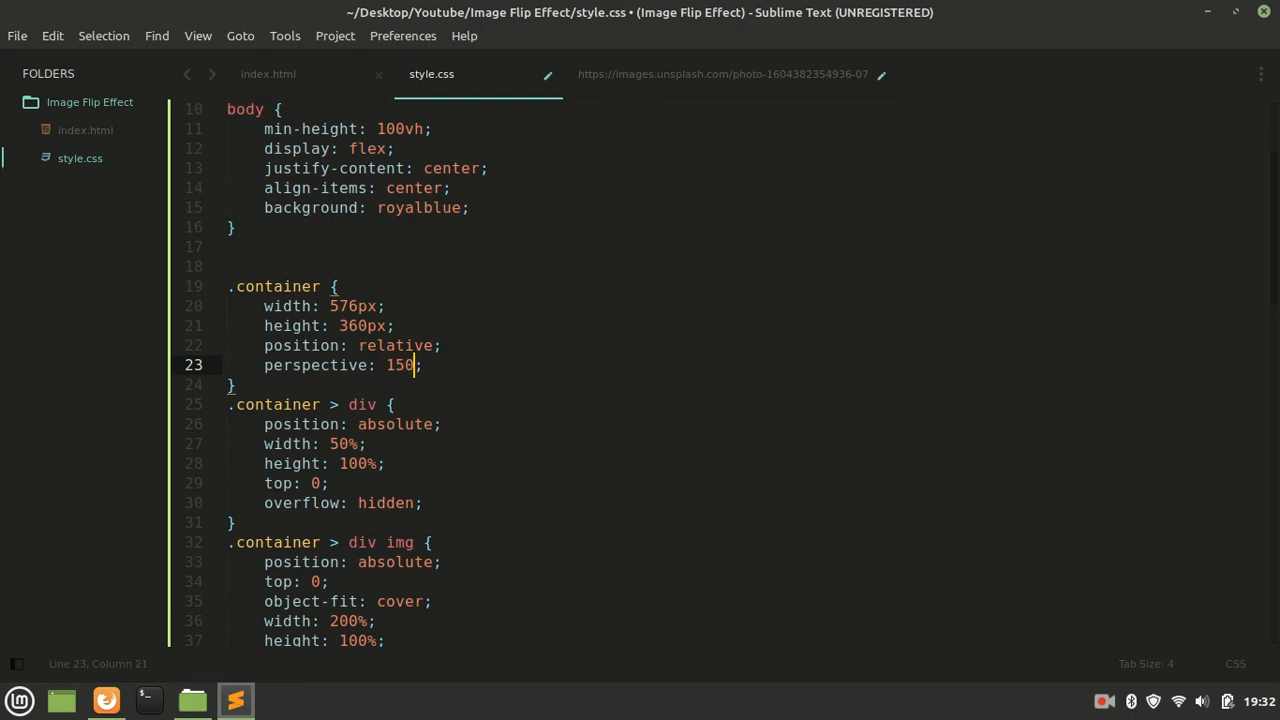 ~/Desktop/Youtube/Image Flip Effect/style.css • (Image Flip Effect) - Sublime Text (UNREGISTERED)
File Edit Selection Find View Goto Tools Project Preferences Help
FOLDERS
Image Flip Effect
index.html
style.css
index.html style.css https://images.unsplash.com/photo-1604382354936-07
10 body {
11 min-height: 100vh;
12 display: flex;
13 justify-content: center;
14 align-items: center;
15 background: royalblue;
16 }
17
18
19 .container {
20 width: 576px;
21 height: 360px;
22 position: relative;
23 perspective: 150;
24 }
25 .container > div {
26 position: absolute;
27 width: 50%;
28 height: 100%;
29 top: 0;
30 overflow: hidden;
31 }
32 .container > div img {
33 position: absolute;
34 top: 0;
35 object-fit: cover;
36 width: 200%;
37 height: 100%;
Line 23, Column 21 Tab Size: 4 CSS
19:32